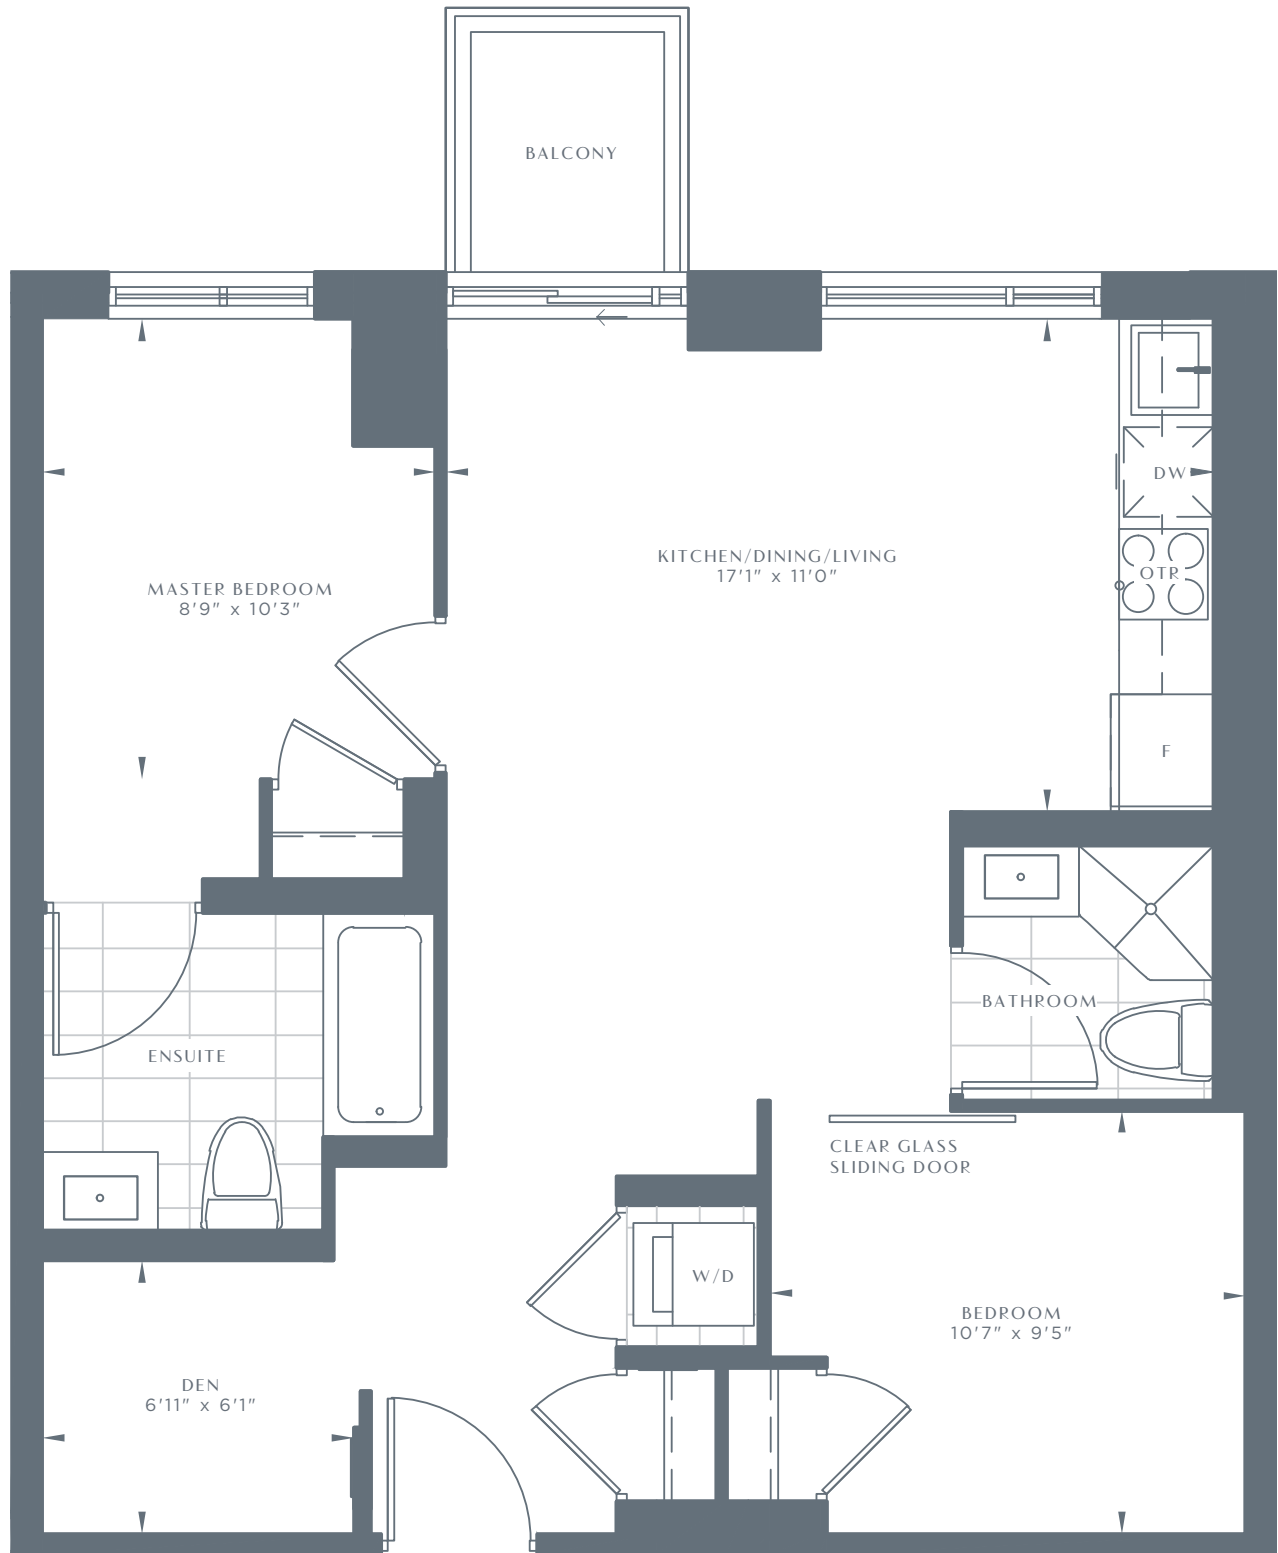 BALCONY
DW
KITCHEN/DINING/LIVING
17'1" x 11'0"
OTR
MASTER BEDROOM
8'9" x 10'3"
F
BATHROOM
ENSUITE
CLEAR GLASS
SLIDING DOOR
W/D
BEDROOM
10'7" x 9'5"
DEN
6'11" x 6'1"